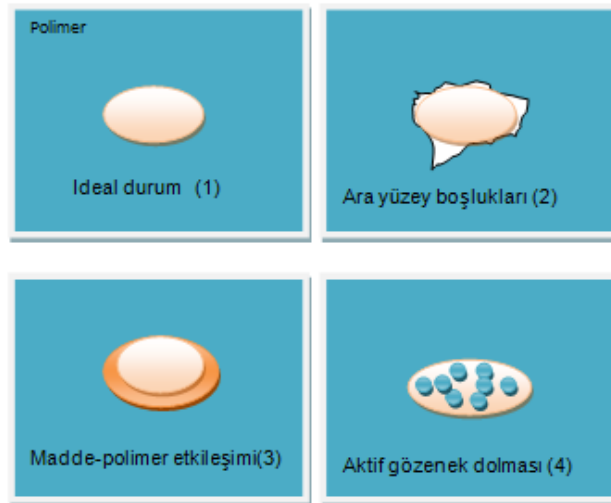 Polimer
Ideal durum (1)
Ara yüzey boşlukları (2)
Madde-polimer etkileşimi(3)
Aktif gözenek dolması (4)